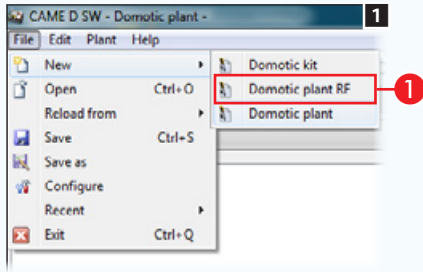 CAME D SW - Domotic plant -
1
File Edit Plant Help
New
Domotic kit
Open Ctrl+O
Domotic plant RF
1
Reload from
Domotic plant
Save Ctrl+S
Save as
Configure
Recent
Exit Ctrl+Q